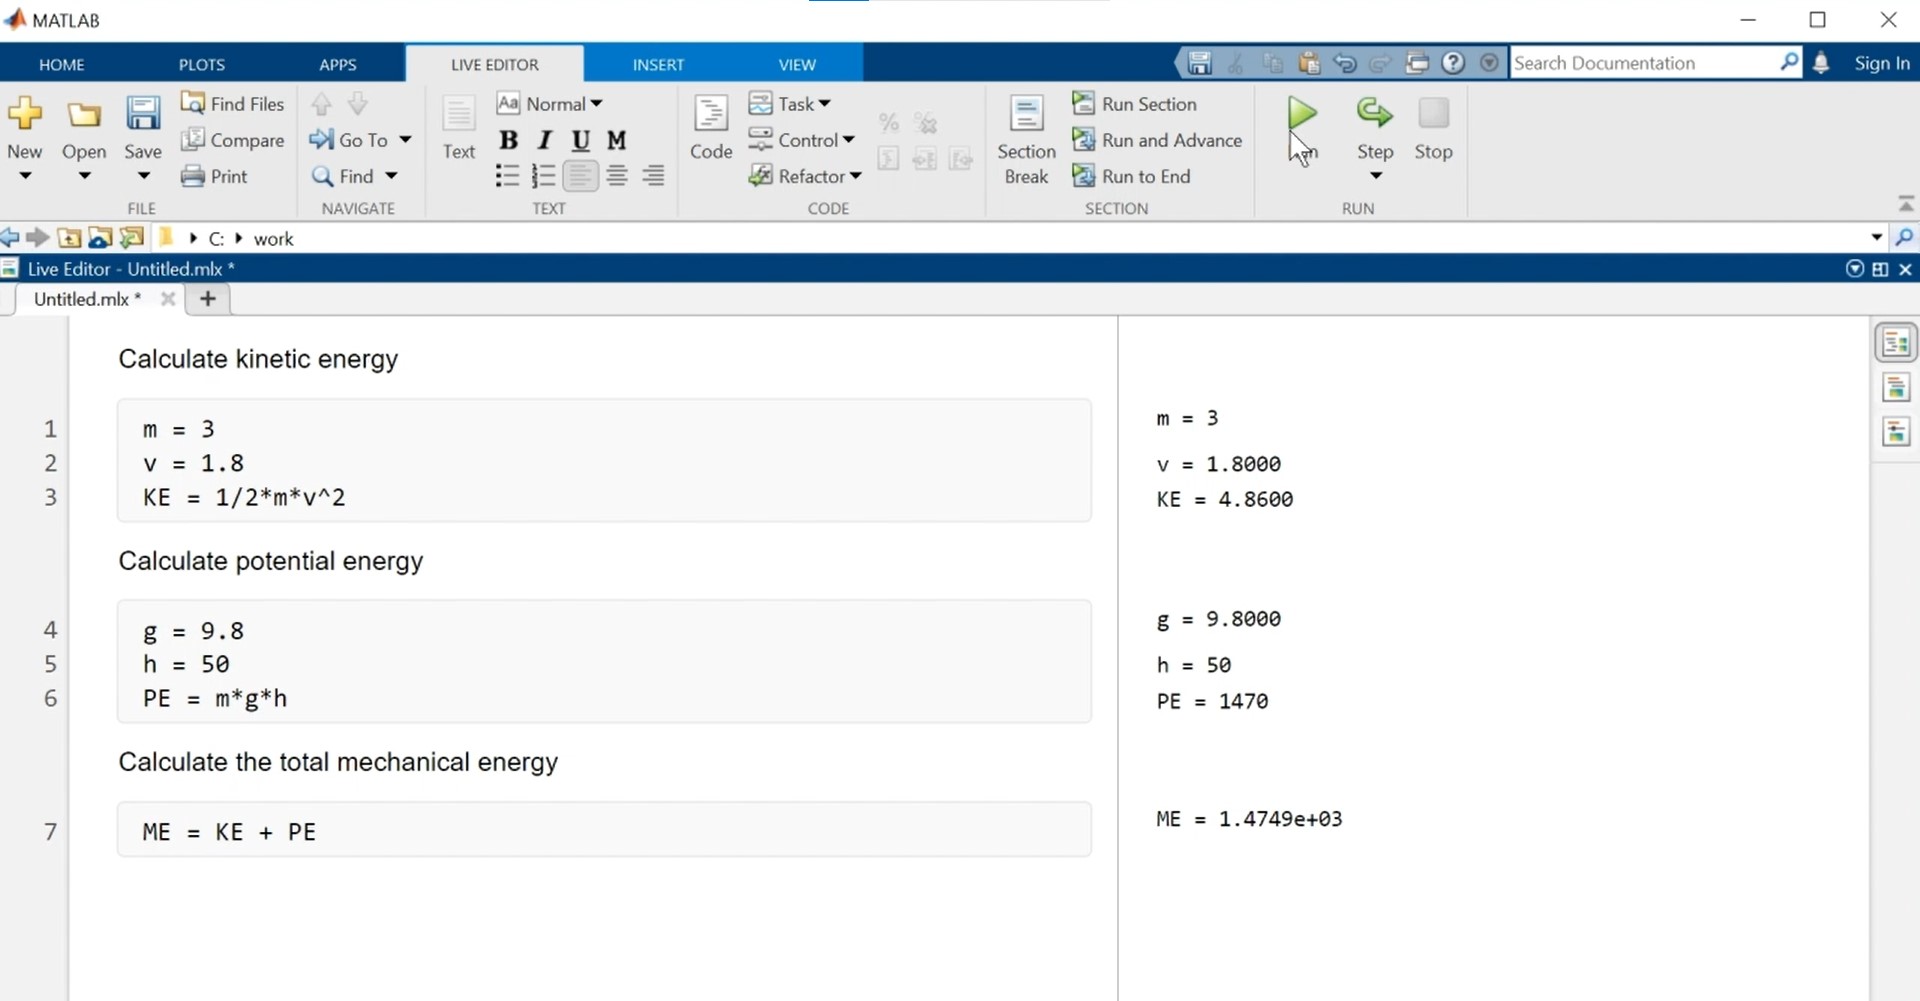 MATLAB
HOME PLOTS APPS LIVE EDITOR INSERT VIEW Search Documentation Sign In
Find Files Normal Task % Run Section
Compare Go To B I U M Control Run and Advance
New Open Save Text Code Section Step Stop
Print Find Refactor Break Run to End
FILE NAVIGATE TEXT CODE SECTION RUN
C: work
Live Editor - Untitled.mlx *
Untitled.mlx *
Calculate kinetic energy
1 m = 3
2 v = 1.8
3 KE = 1/2*m*v^2
m = 3
v = 1.8000
KE = 4.8600
Calculate potential energy
4 g = 9.8
5 h = 50
6 PE = m*g*h
g = 9.8000
h = 50
PE = 1470
Calculate the total mechanical energy
7 ME = KE + PE
ME = 1.4749e+03